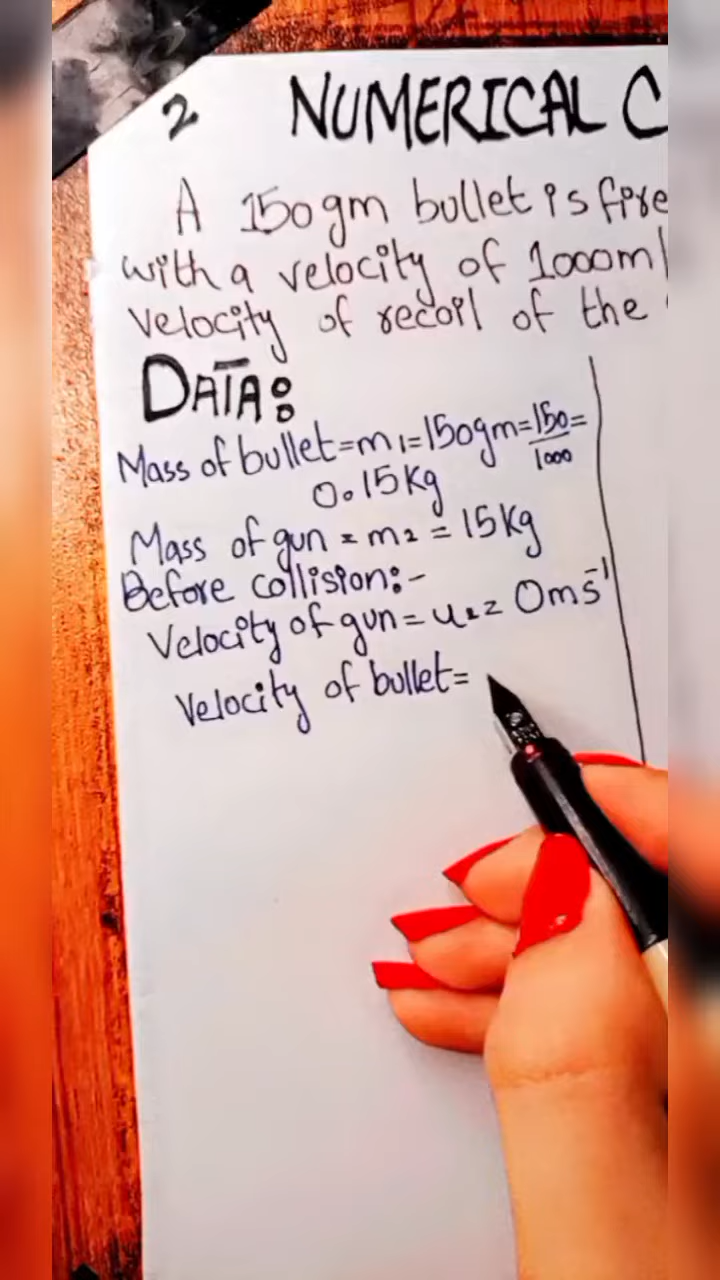 2 NUMERICAL C
A 150gm bullet is fire
with a velocity of 1000m/
velocity of recoil of the
DATA:
Mass of bullet=m1=150gm=150/1000=
0.15Kg
Mass of gun = m2 = 15Kg
Before collision:-
Velocity of gun=u2= 0ms-1
Velocity of bullet=